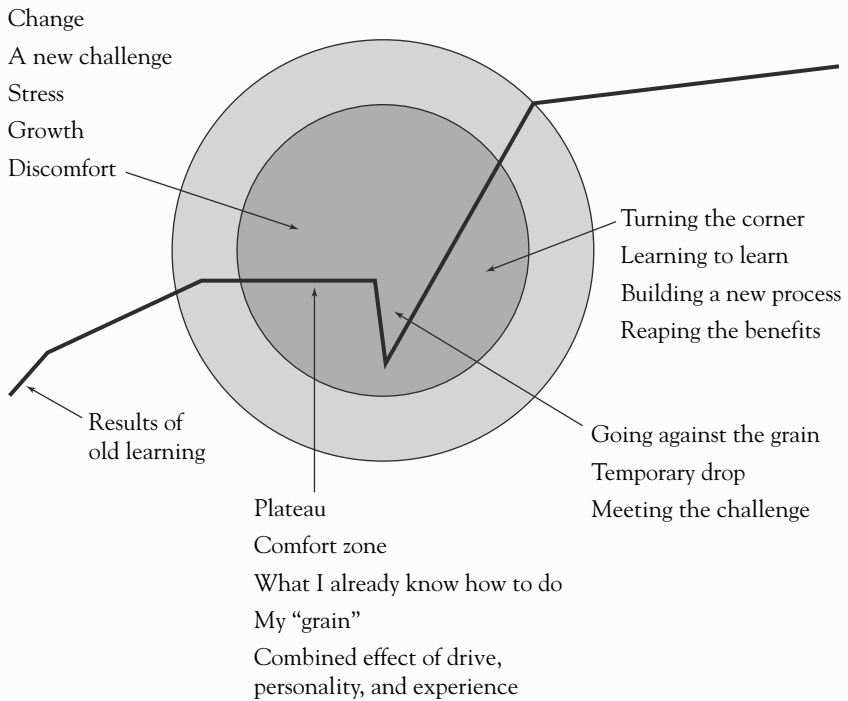 Change
A new challenge
Stress
Growth
Discomfort
Turning the corner
Learning to learn
Building a new process
Reaping the benefits
Results of
old learning
Going against the grain
Temporary drop
Meeting the challenge
Plateau
Comfort zone
What I already know how to do
My “grain”
Combined effect of drive,
personality, and experience